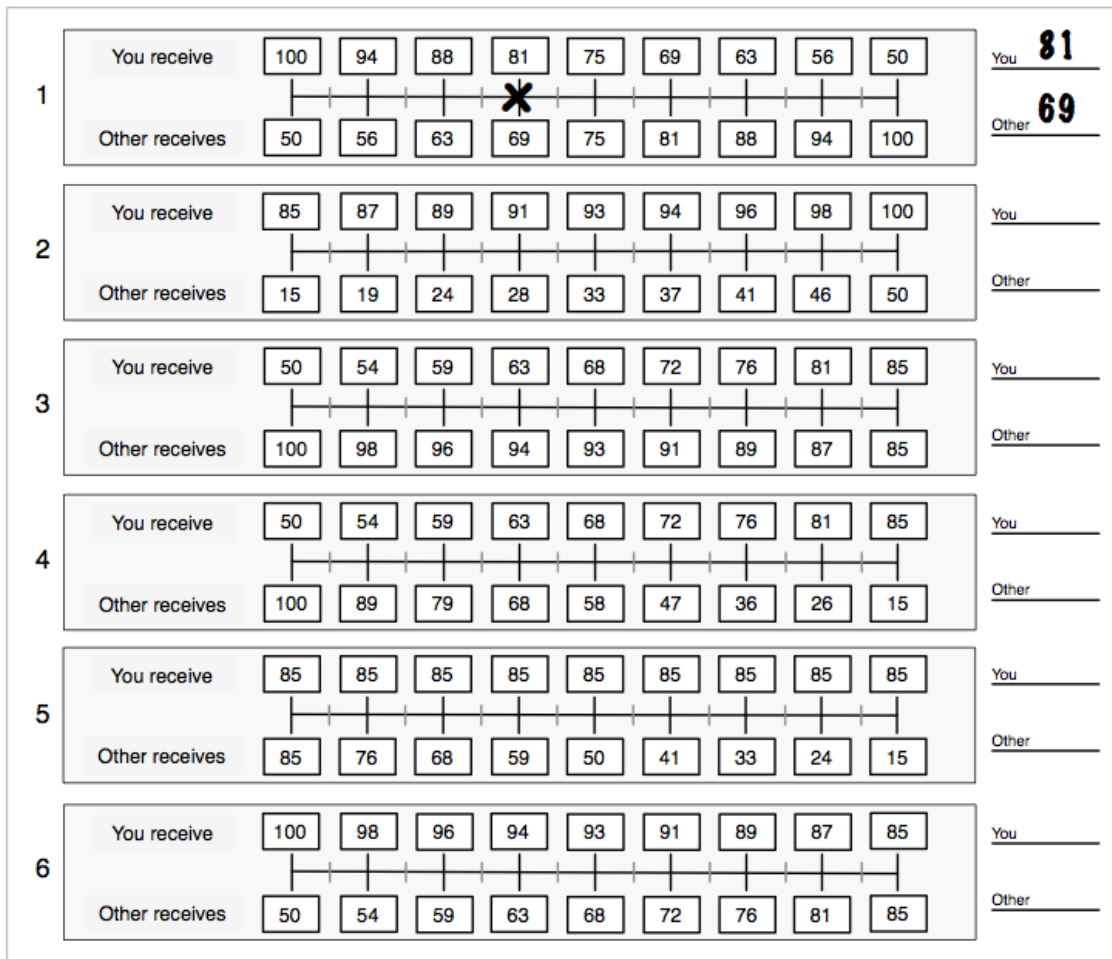 You receive 100 94 88 81 75 69 63 56 50 You 81
1
Other receives 50 56 63 69 75 81 88 94 100 Other 69
You receive 85 87 89 91 93 94 96 98 100 You
2
Other receives 15 19 24 28 33 37 41 46 50 Other
You receive 50 54 59 63 68 72 76 81 85 You
3
Other receives 100 98 96 94 93 91 89 87 85 Other
You receive 50 54 59 63 68 72 76 81 85 You
4
Other receives 100 89 79 68 58 47 36 26 15 Other
You receive 85 85 85 85 85 85 85 85 85 You
5
Other receives 85 76 68 59 50 41 33 24 15 Other
You receive 100 98 96 94 93 91 89 87 85 You
6
Other receives 50 54 59 63 68 72 76 81 85 Other